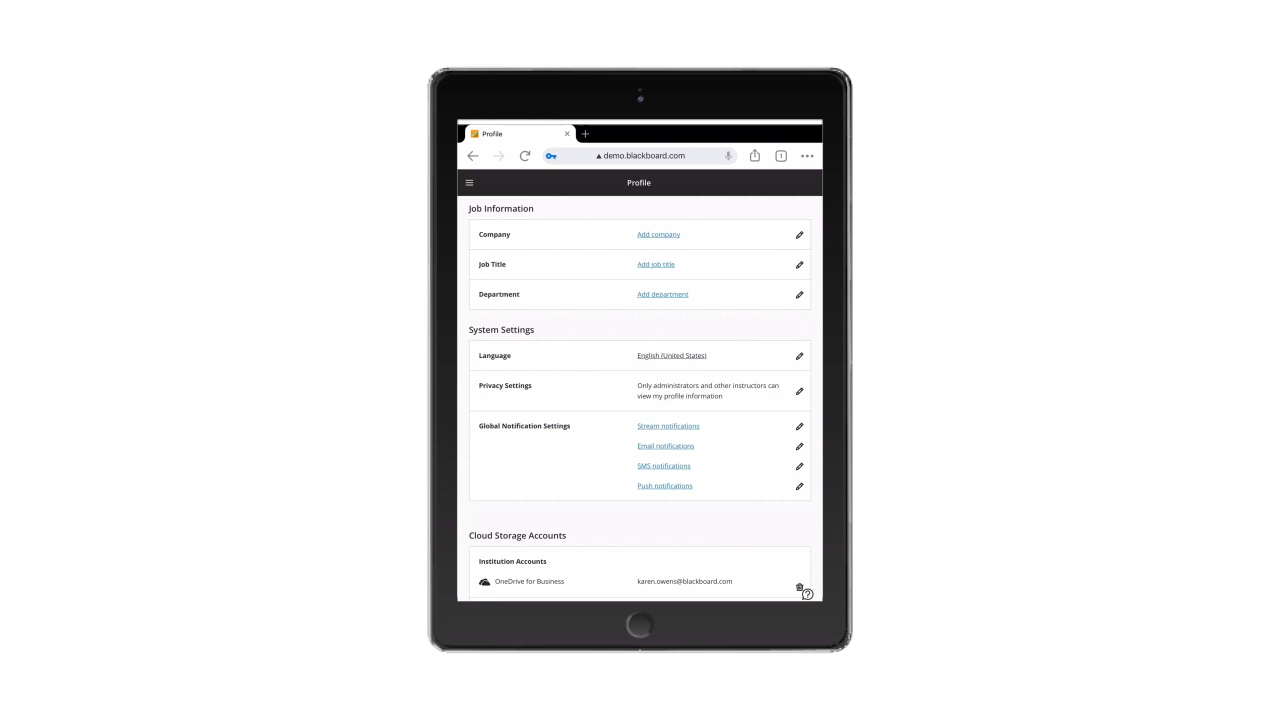 Profile
demo.blackboard.com
1
Profile
Job Information
Company Add company
Job Title Add job title
Department Add department
System Settings
Language English (United States)
Privacy Settings Only administrators and other instructors can
view my profile information
Global Notification Settings Stream notifications
Email notifications
SMS notifications
Push notifications
Cloud Storage Accounts
Institution Accounts
OneDrive for Business karen.owens@blackboard.com